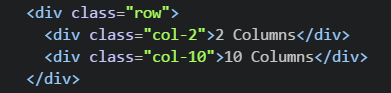 <div class="row">
  <div class="col-2">2 Columns</div>
  <div class="col-10">10 Columns</div>
</div>